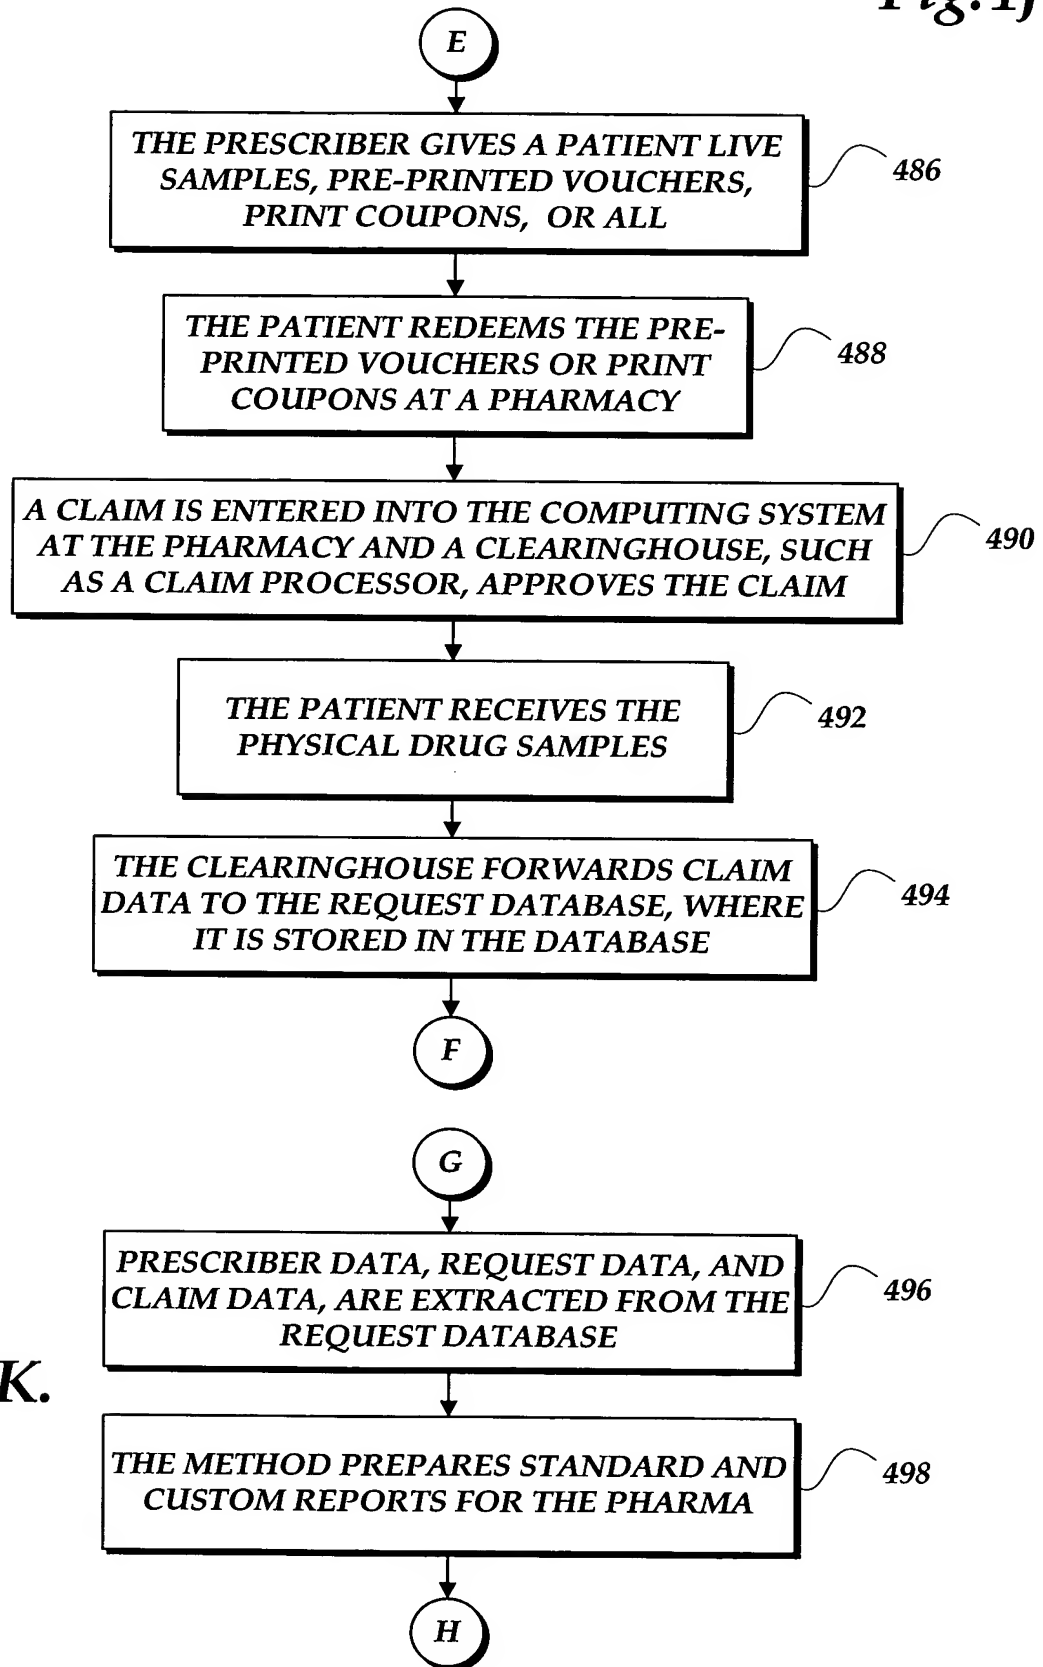 E
THE PRESCRIBER GIVES A PATIENT LIVE
SAMPLES, PRE-PRINTED VOUCHERS,
PRINT COUPONS, OR ALL
486
THE PATIENT REDEEMS THE PRE-
PRINTED VOUCHERS OR PRINT
COUPONS AT A PHARMACY
488
A CLAIM IS ENTERED INTO THE COMPUTING SYSTEM
AT THE PHARMACY AND A CLEARINGHOUSE, SUCH
AS A CLAIM PROCESSOR, APPROVES THE CLAIM
490
THE PATIENT RECEIVES THE
PHYSICAL DRUG SAMPLES
492
THE CLEARINGHOUSE FORWARDS CLAIM
DATA TO THE REQUEST DATABASE, WHERE
IT IS STORED IN THE DATABASE
494
F
G
PRESCRIBER DATA, REQUEST DATA, AND
CLAIM DATA, ARE EXTRACTED FROM THE
REQUEST DATABASE
496
K.
THE METHOD PREPARES STANDARD AND
CUSTOM REPORTS FOR THE PHARMA
498
H